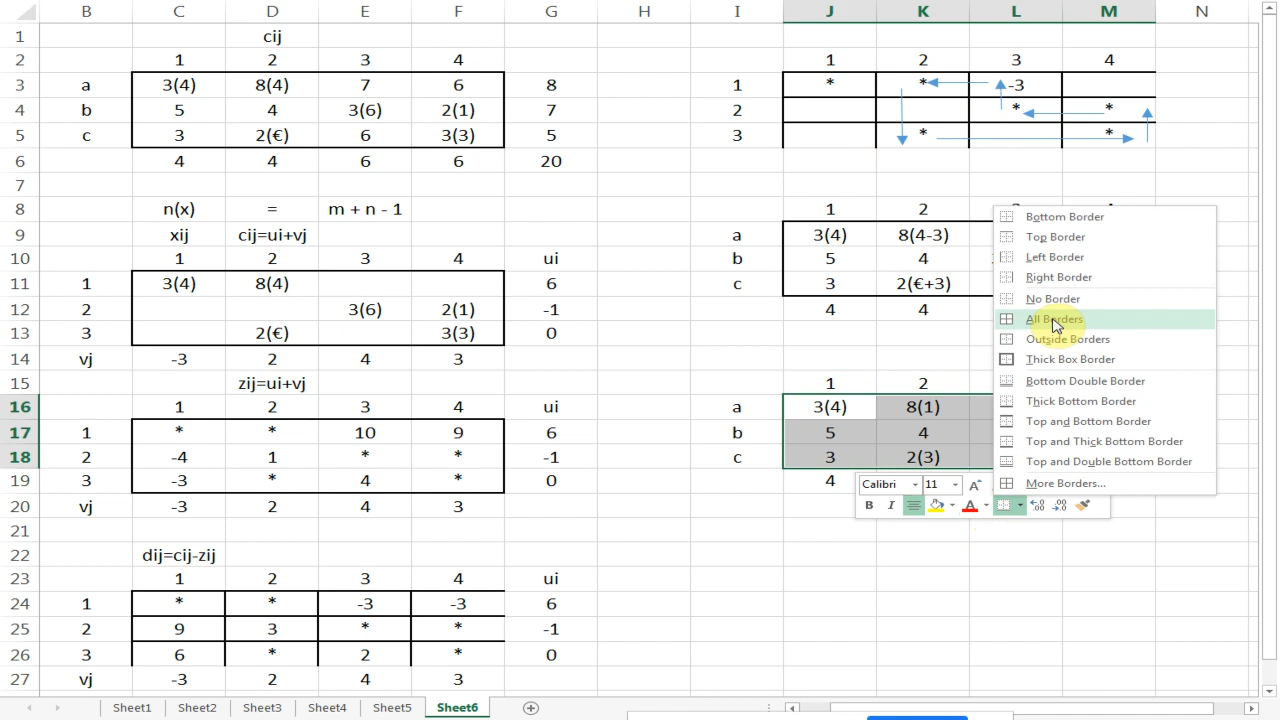 B C D E F G H I J K L M N
1 cij
2 1 2 3 4 1 2 3 4
3 a 3(4) 8(4) 7 6 8 1 * * -3
4 b 5 4 3(6) 2(1) 7 2 * *
5 c 3 2(€) 6 3(3) 5 3 * *
6 4 4 6 6 20
7
8 n(x) = m + n - 1 1 2
9 xij cij=ui+vj a 3(4) 8(4-3)
10 1 2 3 4 ui b 5 4
11 1 3(4) 8(4) 6 c 3 2(€+3)
12 2 3(6) 2(1) -1 4 4
13 3 2(€) 3(3) 0
14 vj -3 2 4 3
15 zij=ui+vj 1 2
16 1 2 3 4 ui a 3(4) 8(1)
17 1 * * 10 9 6 b 5 4
18 2 -4 1 * * -1 c 3 2(3)
19 3 -3 * 4 * 0 4
20 vj -3 2 4 3
21
22 dij=cij-zij
23 1 2 3 4 ui
24 1 * * -3 -3 6
25 2 9 3 * * -1
26 3 6 * 2 * 0
27 vj -3 2 4 3
Bottom Border
Top Border
Left Border
Right Border
No Border
All Borders
Outside Borders
Thick Box Border
Bottom Double Border
Thick Bottom Border
Top and Bottom Border
Top and Thick Bottom Border
Top and Double Bottom Border
More Borders...
Calibri 11 A
B I A
Sheet1 Sheet2 Sheet3 Sheet4 Sheet5 Sheet6